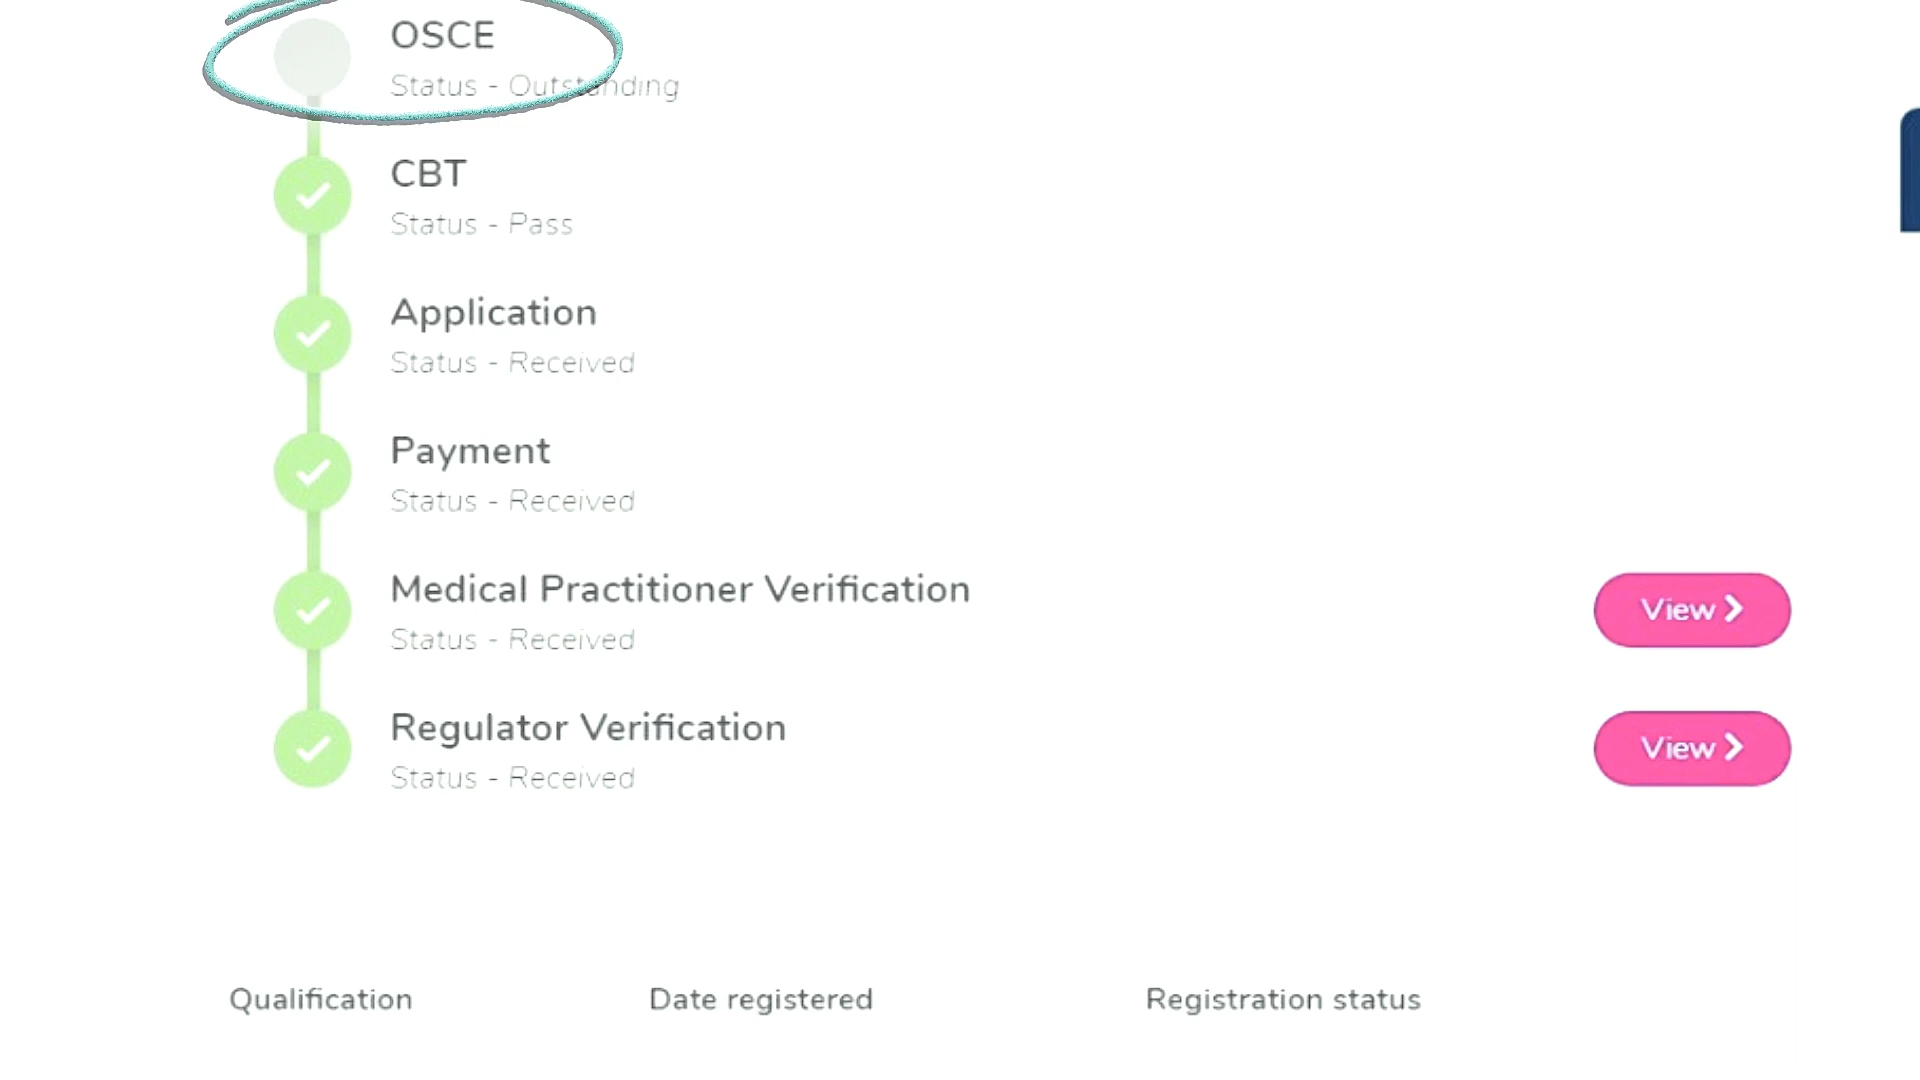 OSCE
Status - Outstanding
CBT
Status - Pass
Application
Status - Received
Payment
Status - Received
Medical Practitioner Verification
Status - Received
View
Regulator Verification
Status - Received
View
Qualification Date registered Registration status